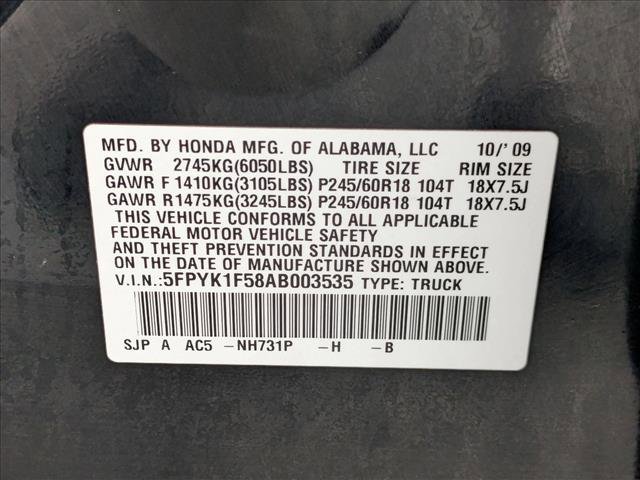 MFD. BY HONDA MFG. OF ALABAMA, LLC 10/'09
GVWR 2745KG(6050LBS) TIRE SIZE RIM SIZE
GAWR F 1410KG(3105LBS) P245/60R18 104T 18X7.5J
GAWR R1475KG(3245LBS) P245/60R18 104T 18X7.5J
THIS VEHICLE CONFORMS TO ALL APPLICABLE
FEDERAL MOTOR VEHICLE SAFETY
AND THEFT PREVENTION STANDARDS IN EFFECT
ON THE DATE OF MANUFACTURE SHOWN ABOVE.
V.I.N.:5FPYK1F58AB003535 TYPE: TRUCK
SJP A AC5 -NH731P -H -B